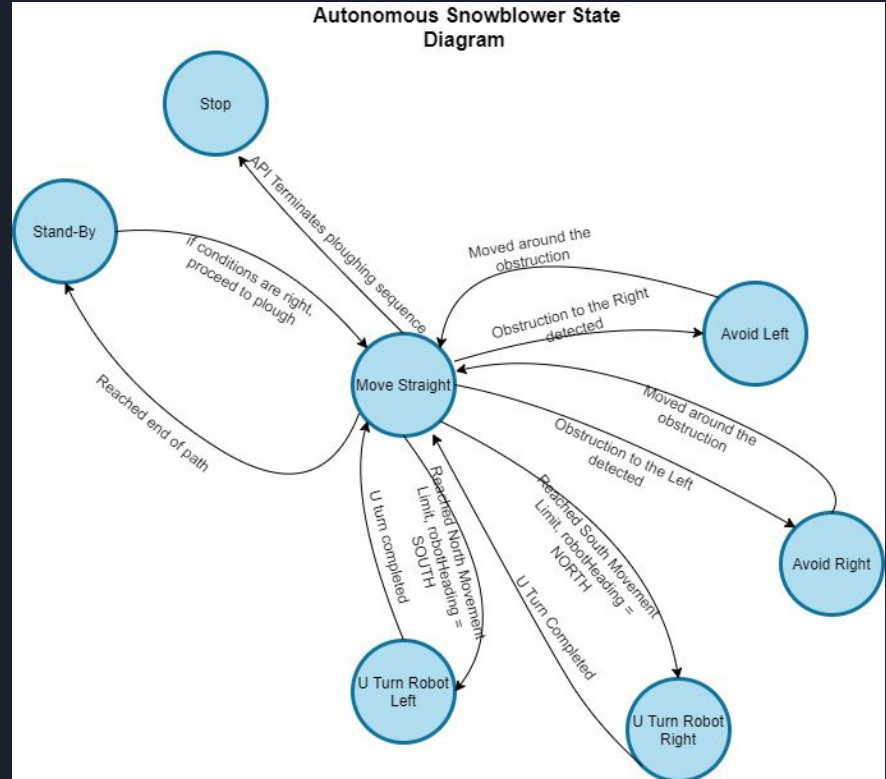 Autonomous Snowblower State
Diagram
Stop
API Terminates ploughing sequence
Stand-By
if conditions are right,
proceed to plough
Moved around the
obstruction
Obstruction to the Right
detected
Avoid Left
Move Straight
Moved around the
obstruction
Reached end of path
Obstruction to the Left
detected
Avoid Right
U turn completed
Reached North Movement
Limit, robotHeading =
SOUTH
Reached South Movement
Limit, robotHeading =
NORTH
U Turn Completed
U Turn Robot
Left
U Turn Robot
Right